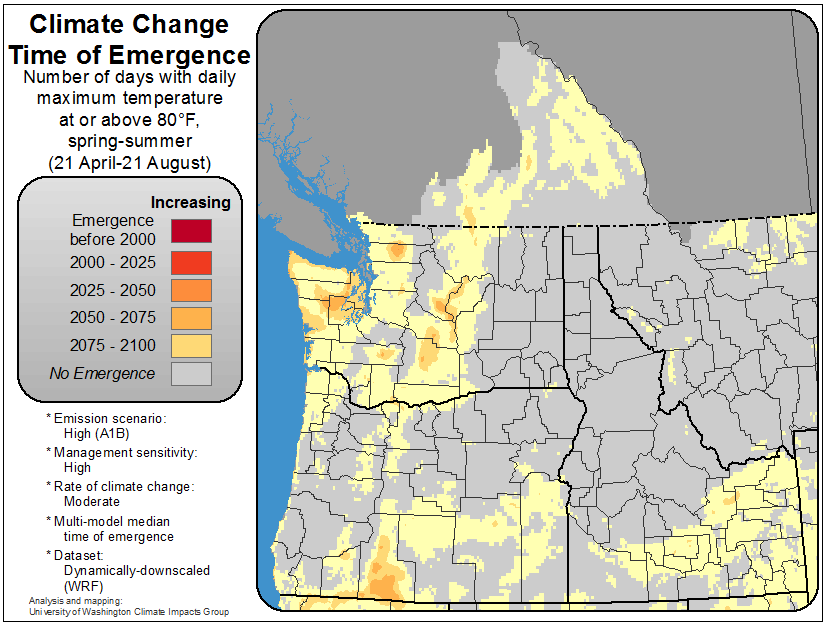 Climate Change
Time of Emergence
Number of days with daily
maximum temperature
at or above 80°F,
spring-summer
(21 April-21 August)
Increasing
Emergence
before 2000
2000 - 2025
2025 - 2050
2050 - 2075
2075 - 2100
No Emergence
* Emission scenario:
High (A1B)
* Management sensitivity:
High
* Rate of climate change:
Moderate
* Multi-model median
time of emergence
* Dataset:
Dynamically-downscaled
(WRF)
Analysis and mapping:
University of Washington Climate Impacts Group